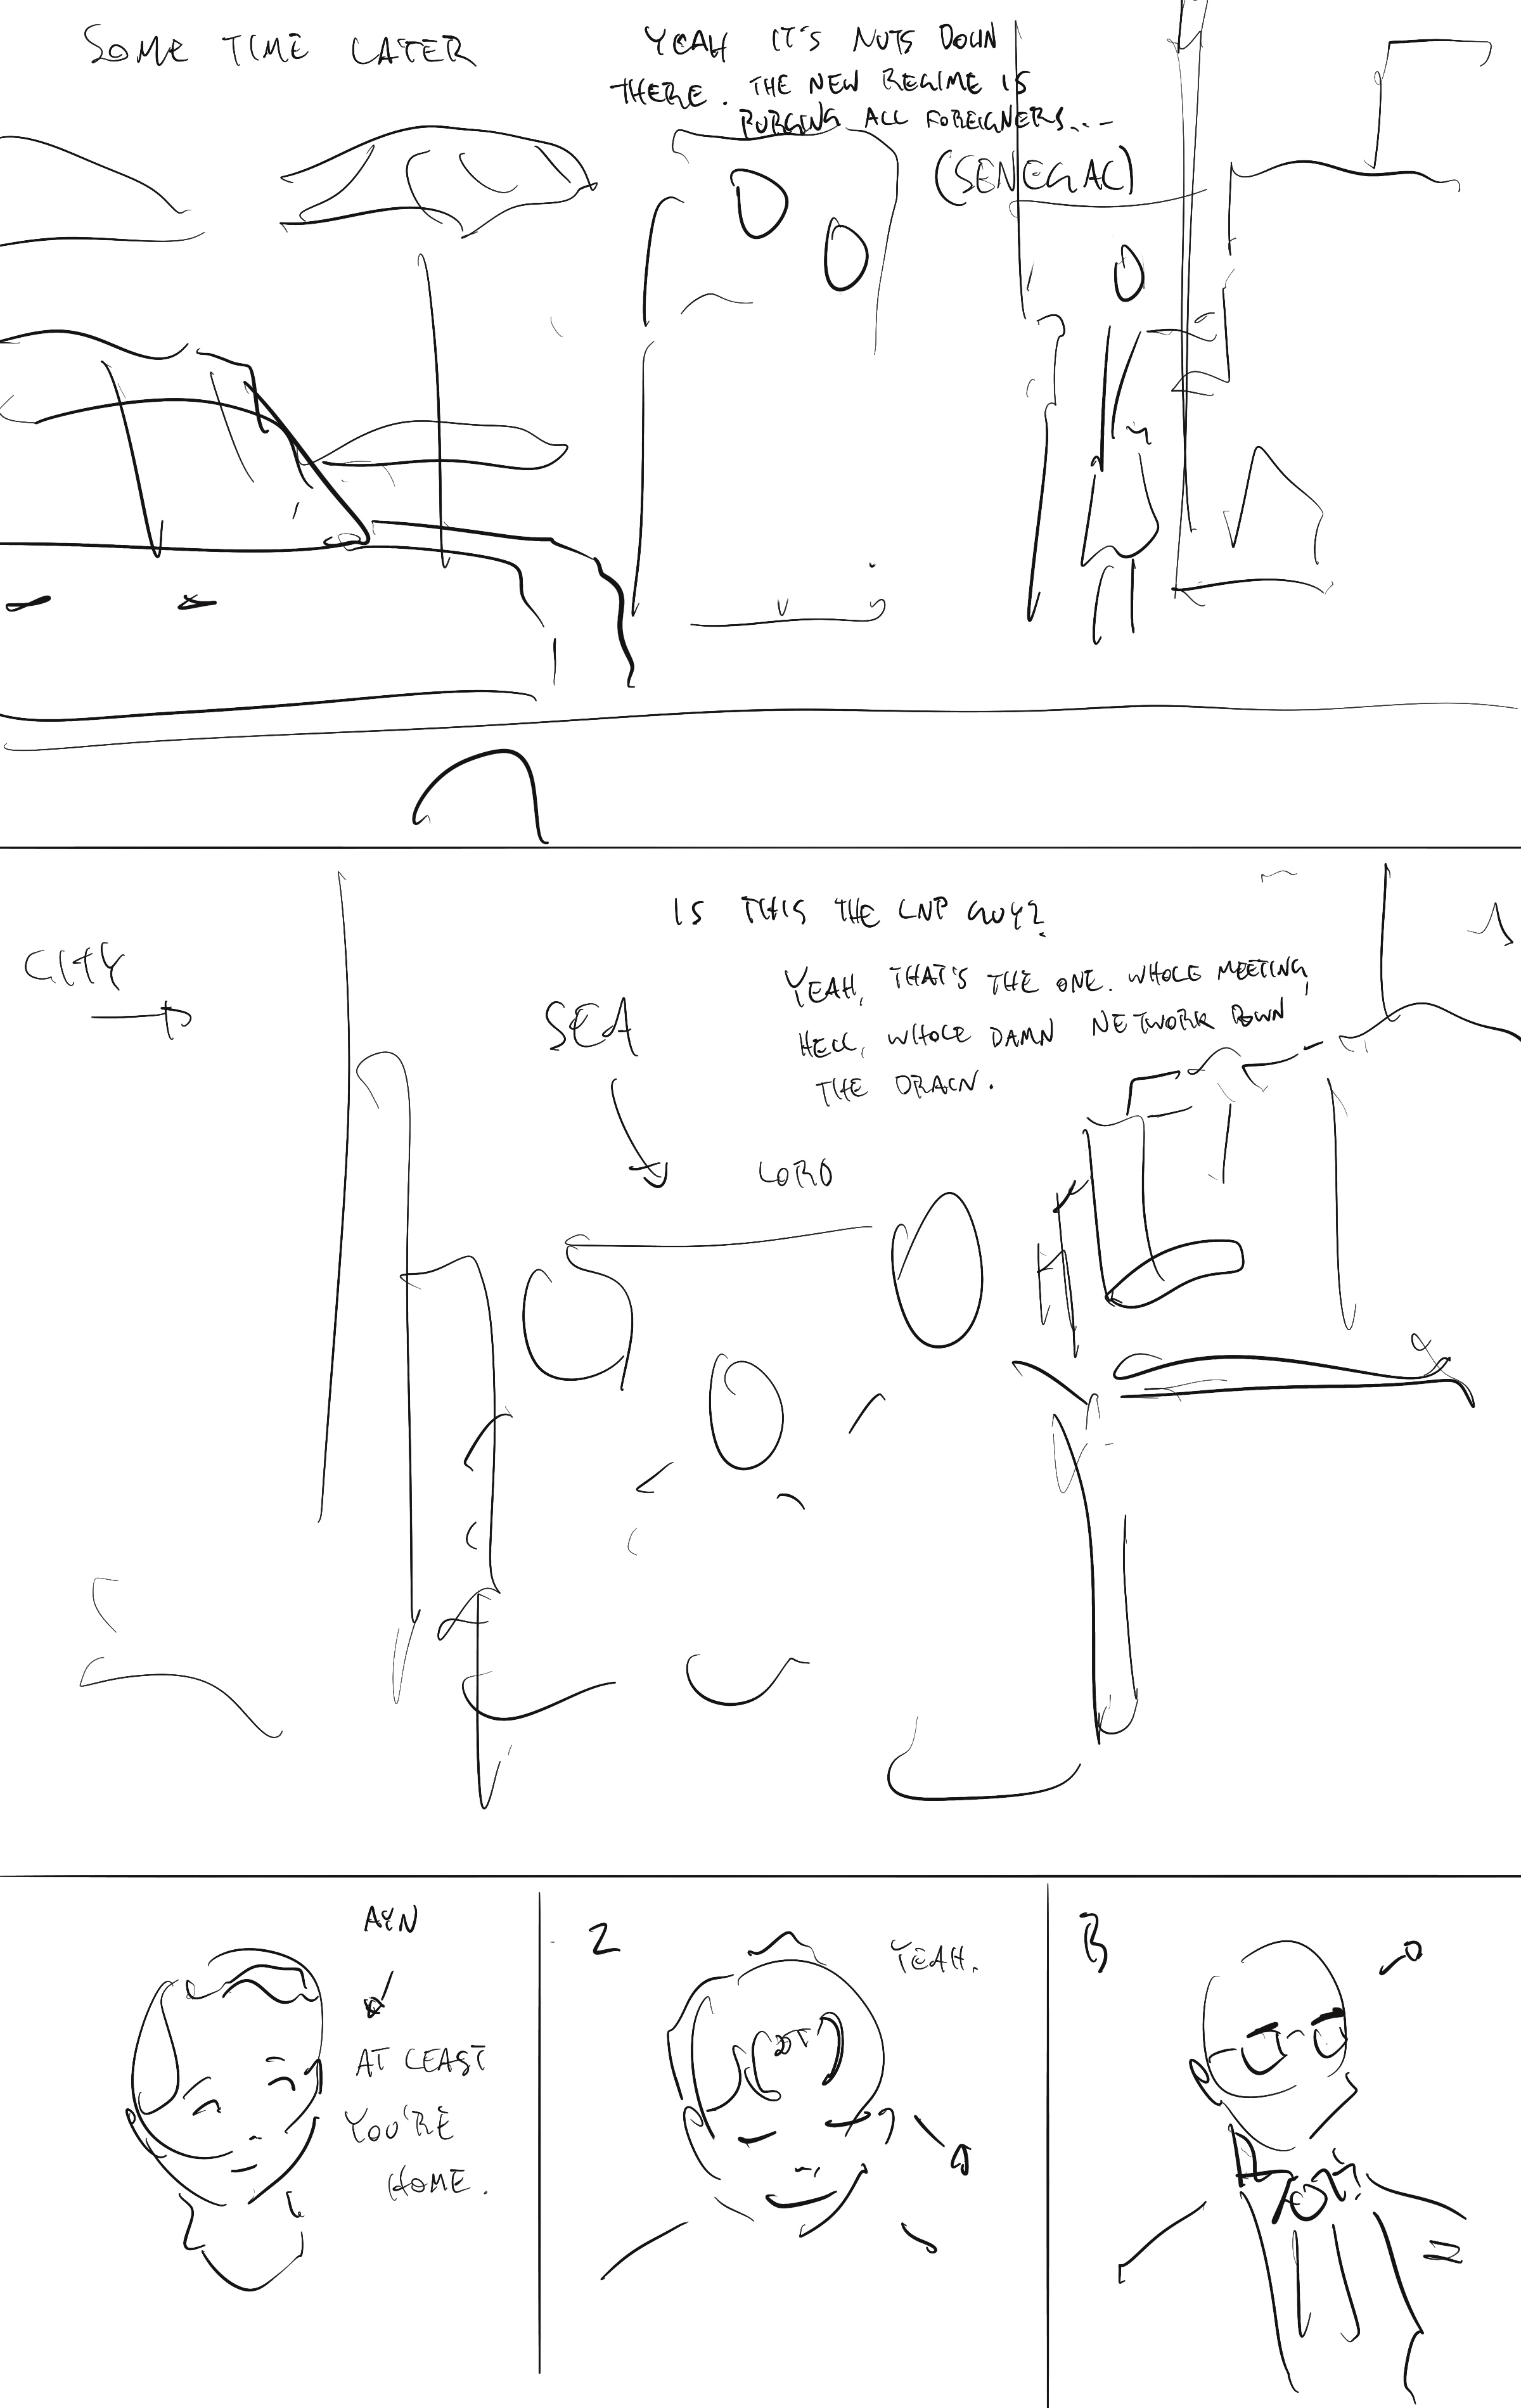 SOME TIME LATER
YEAH IT'S NUTS DOWN
THERE. THE NEW REGIME IS
PURGING ALL FOREIGNERS...
(SENEGAL)
CITY
IS THIS THE LNP GUY?
YEAH, THAT'S THE ONE. WHOLE MEETING,
HELL, WHOLE DAMN NETWORK DOWN
THE DRAIN.
SEA
LORD
AYN
AT LEAST
YOU'RE
HOME.
2
YEAH.
3